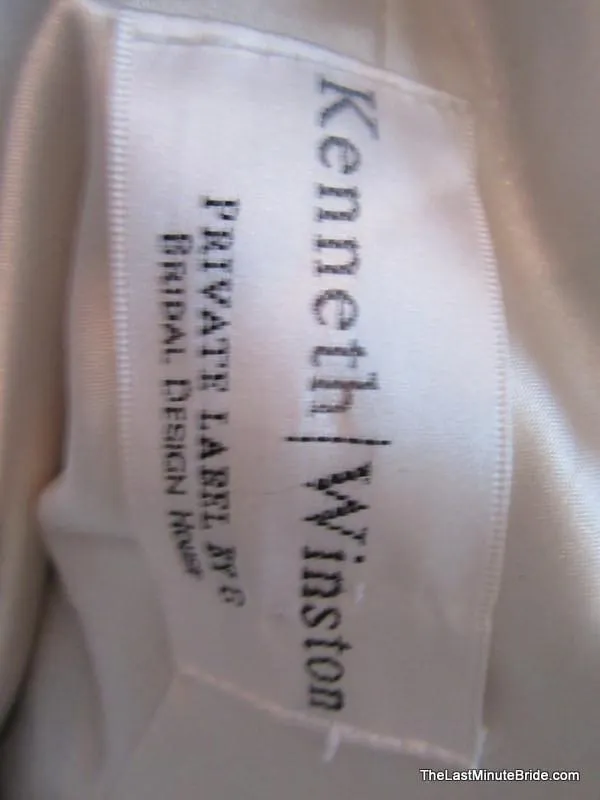 Kenneth|Winston
PRIVATE LABEL BY G
BRIDAL DESIGN HOUSE
TheLastMinuteBride.com